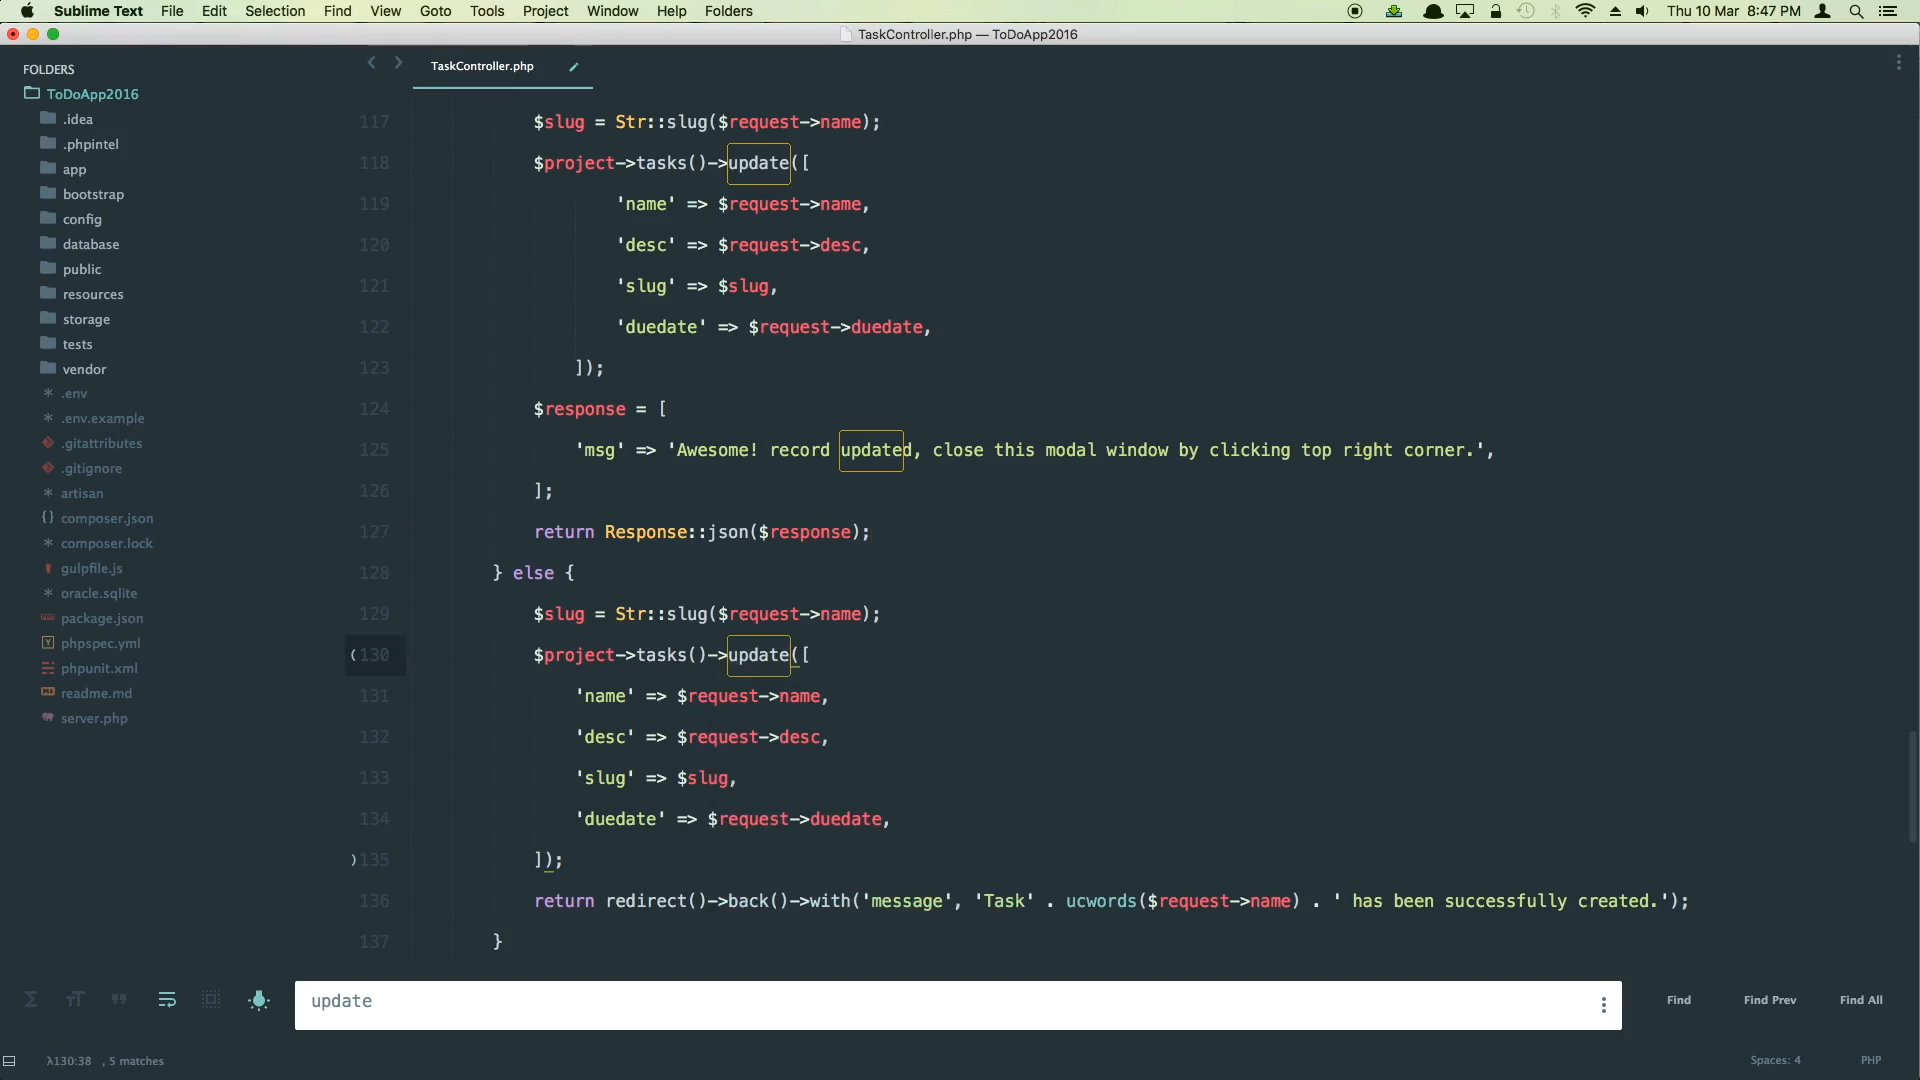 Sublime Text File Edit Selection Find View Goto Tools Project Window Help Folders Thu 10 Mar 8:47 PM
TaskController.php — ToDoApp2016
FOLDERS
ToDoApp2016
.idea
.phpintel
app
bootstrap
config
database
public
resources
storage
tests
vendor
.env
.env.example
.gitattributes
.gitignore
artisan
composer.json
composer.lock
gulpfile.js
oracle.sqlite
package.json
phpspec.yml
phpunit.xml
readme.md
server.php
TaskController.php
117 $slug = Str::slug($request->name);
118 $project->tasks()->update([
119 'name' => $request->name,
120 'desc' => $request->desc,
121 'slug' => $slug,
122 'duedate' => $request->duedate,
123 ]);
124 $response = [
125 'msg' => 'Awesome! record updated, close this modal window by clicking top right corner.',
126 ];
127 return Response::json($response);
128 } else {
129 $slug = Str::slug($request->name);
(130 $project->tasks()->update([
131 'name' => $request->name,
132 'desc' => $request->desc,
133 'slug' => $slug,
134 'duedate' => $request->duedate,
)135 ]);
136 return redirect()->back()->with('message', 'Task' . ucwords($request->name) . ' has been successfully created.');
137 }
update
Find Find Prev Find All
λ130:38 , 5 matches
Spaces: 4 PHP